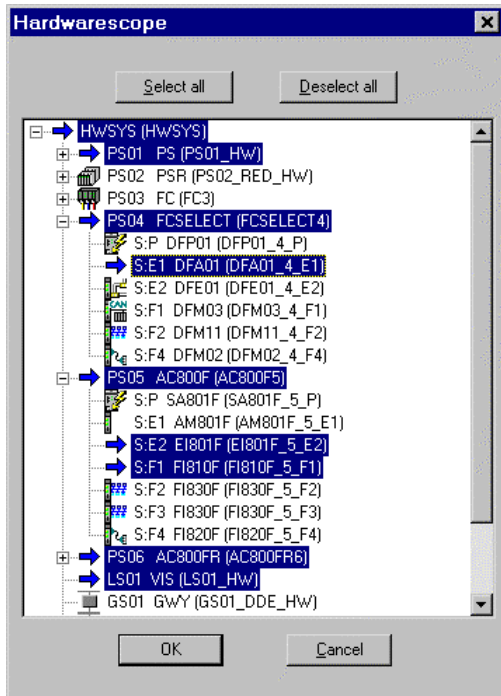 Hardwarescope
Select all Deselect all
HWSYS (HWSYS)
PS01 PS (PS01_HW)
PS02 PSR (PS02_RED_HW)
PS03 FC (FC3)
PS04 FCSELECT (FCSELECT4)
S:P DFP01 (DFP01_4_P)
S:E1 DFA01 (DFA01_4_E1)
S:E2 DFE01 (DFE01_4_E2)
CAN S:F1 DFM03 (DFM03_4_F1)
S:F2 DFM11 (DFM11_4_F2)
S:F4 DFM02 (DFM02_4_F4)
PS05 AC800F (AC800F5)
S:P SA801F (SA801F_5_P)
S:E1 AM801F (AM801F_5_E1)
S:E2 EI801F (EI801F_5_E2)
S:F1 FI810F (FI810F_5_F1)
S:F2 FI830F (FI830F_5_F2)
S:F3 FI830F (FI830F_5_F3)
S:F4 FI820F (FI820F_5_F4)
PS06 AC800FR (AC800FR6)
LS01 VIS (LS01_HW)
GS01 GWY (GS01_DDE_HW)
OK Cancel